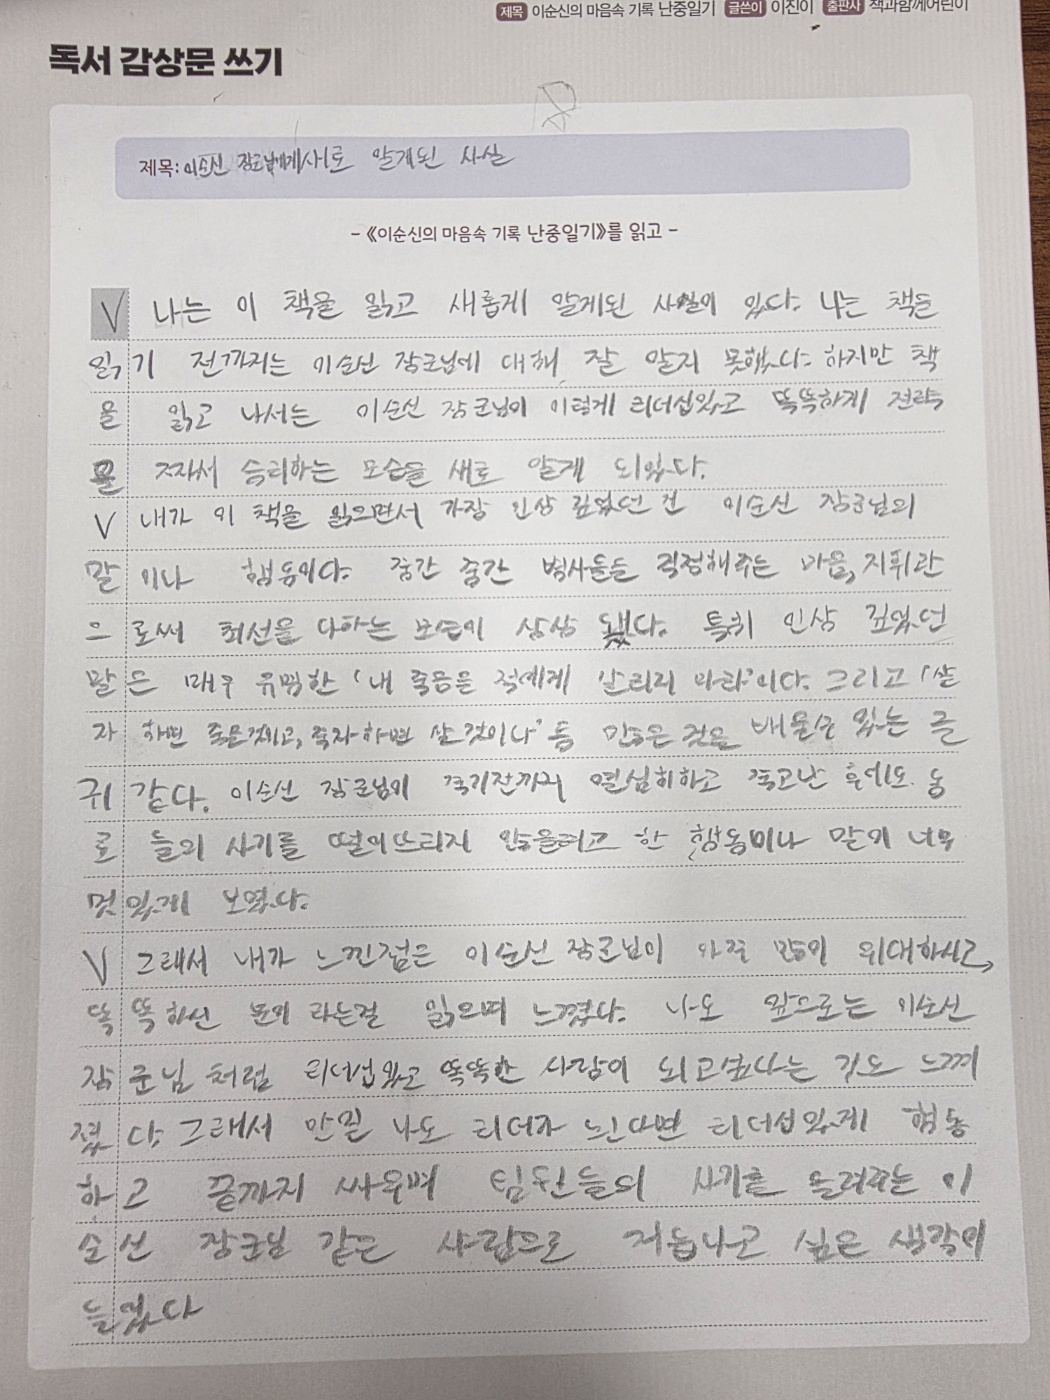 제목 이순신의 마음속 기록 난중일기 글쓴이 이진이 출판사 책과함께어린이
독서 감상문 쓰기
제목: 이순신 장군님에게 새로 알게된 사실
- 《이순신의 마음속 기록 난중일기》를 읽고 -
V 나는 이 책을 읽고 새롭게 알게된 사실이 있다. 나는 책을
읽기 전까지는 이순신 장군님에 대해 잘 알지 못했다. 하지만 책
을 읽고 나서는 이순신 장군님이 이렇게 리더십있고 똑똑하게 전략
을 짜서 승리하는 모습을 새로 알게 되었다.
V 내가 이 책을 읽으면서 가장 인상 깊었던 건 이순신 장군님의
말이나 행동이다. 중간 중간 병사들을 걱정해주는 마음, 지휘관
으로써 최선을 다하는 모습이 상상 됐다. 특히 인상 깊었던
말은 매우 유명한 '내 죽음을 적에게 알리지 마라'이다. 그리고 '살
자 하면 죽을것이고, 죽자 하면 살 것이다' 등 많은 것을 배울수 있는 글
귀 같다. 이순신 장군님이 죽기전까지 열심히하고 죽고난 후에도 동
료들의 사기를 떨어뜨리지 않을려고 한 행동이나 말이 너무
멋있게 보였다.
V 그래서 내가 느낀점은 이순신 장군님이 아주 많이 위대하시고,
똑똑하신 분이 라는걸 읽으며 느꼈다. 나도 앞으로는 이순신
장군님 처럼 리더십있고 똑똑한 사람이 되고싶다는 것도 느껴
졌다. 그래서 만일 나도 리더가 된다면 리더십있게 행동
하고 끝까지 싸우며 팀원들의 사기를 올려주는 이
순신 장군님 같은 사람으로 거듭나고 싶은 생각이
들었다